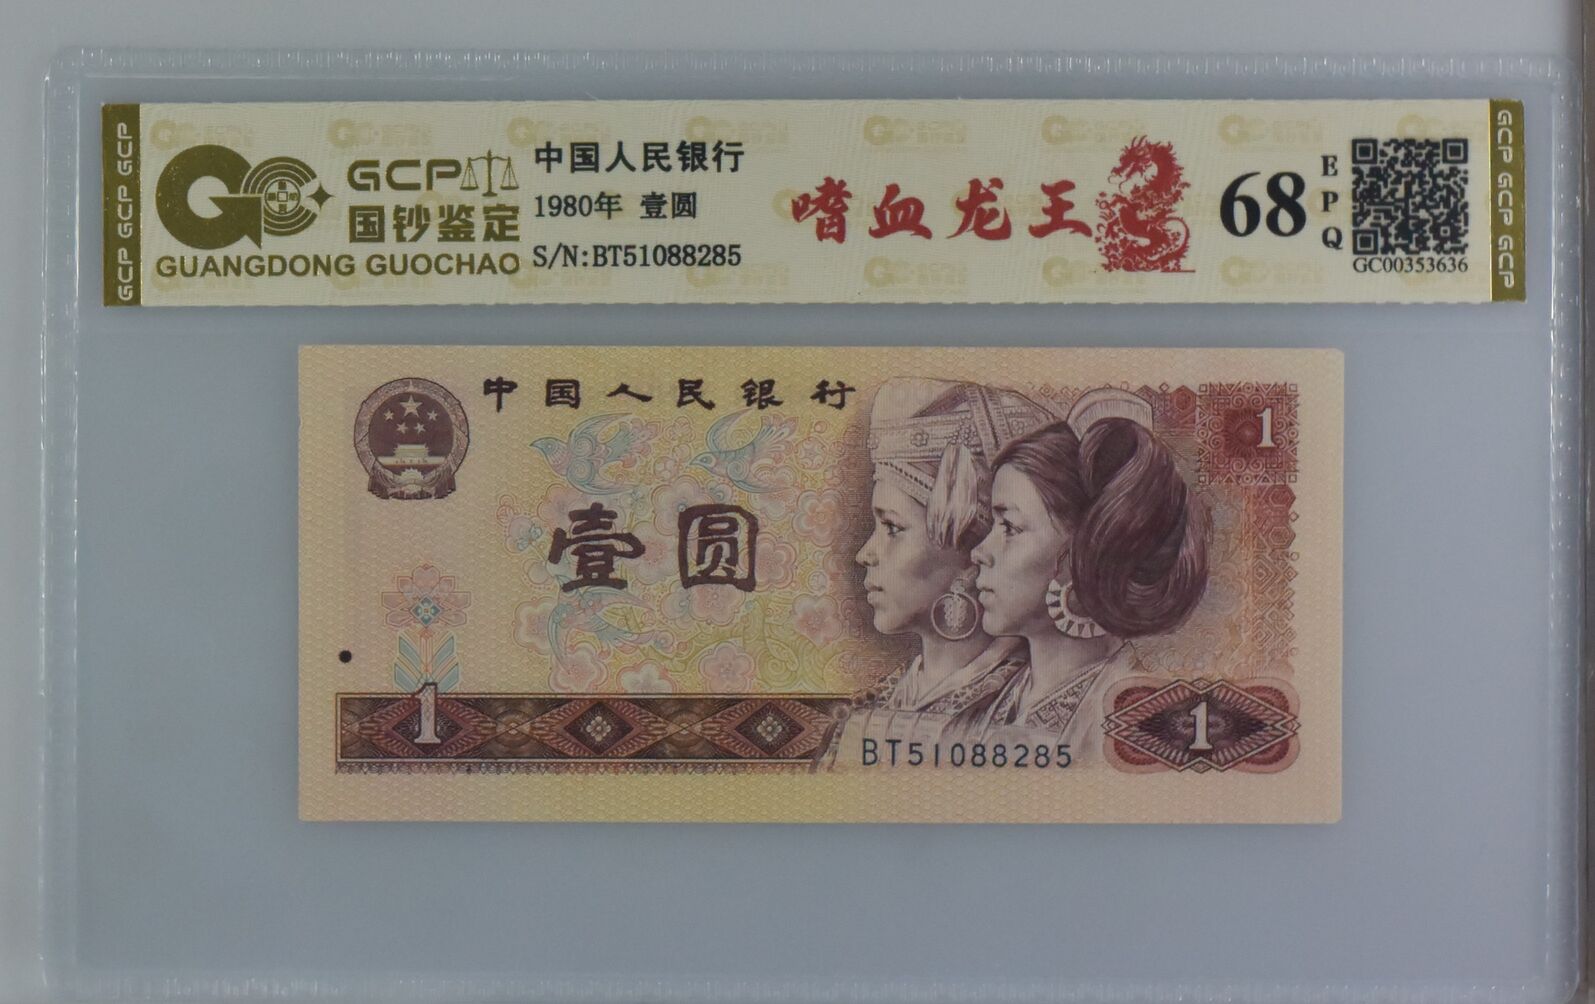 GCP GCP GCP
GCP
国钞鉴定
GUANGDONG GUOCHAO
中国人民银行
1980年 壹圆
S/N:BT51088285
嗜血龙王
68
EPQ
GC00353636
GCP GCP GCP
中国人民银行
1
壹圆
1
1
BT51088285